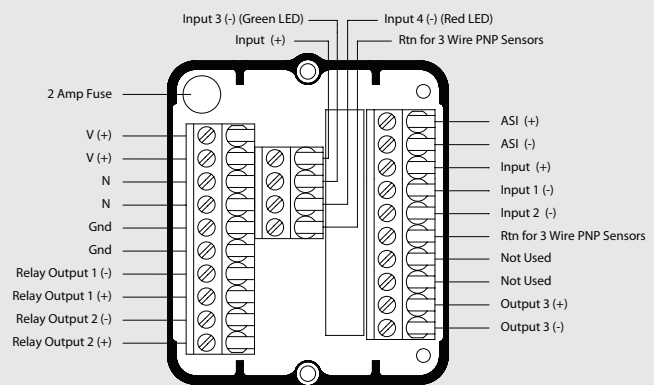 Input 3 (-) (Green LED)
Input 4 (-) (Red LED)
Input (+)
Rtn for 3 Wire PNP Sensors
2 Amp Fuse
V (+)
V (+)
N
N
Gnd
Gnd
Relay Output 1 (-)
Relay Output 1 (+)
Relay Output 2 (-)
Relay Output 2 (+)
ASI (+)
ASI (-)
Input (+)
Input 1 (-)
Input 2 (-)
Rtn for 3 Wire PNP Sensors
Not Used
Not Used
Output 3 (+)
Output 3 (-)